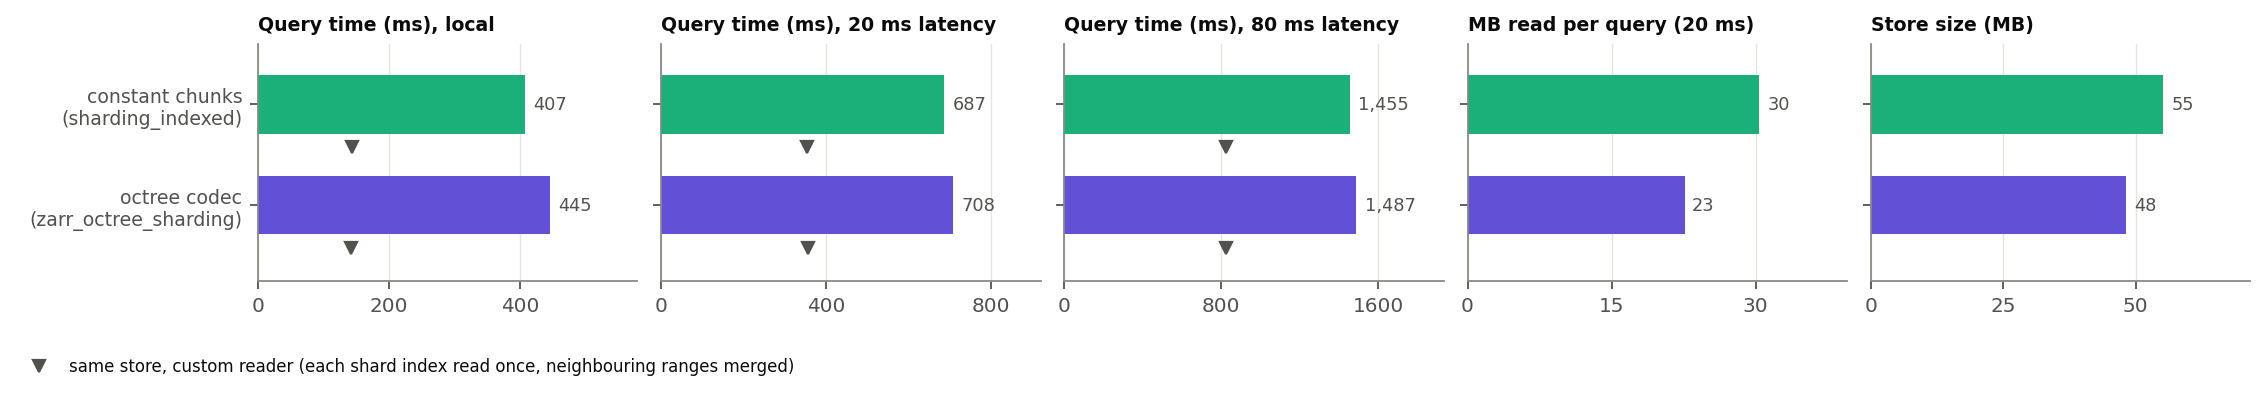 Query time (ms), local
Query time (ms), 20 ms latency
Query time (ms), 80 ms latency
MB read per query (20 ms)
Store size (MB)
constant chunks
(sharding_indexed)
407
687
1,455
30
55
octree codec
(zarr_octree_sharding)
445
708
1,487
23
48
0 200 400
0 400 800
0 800 1600
0 15 30
0 25 50
same store, custom reader (each shard index read once, neighbouring ranges merged)